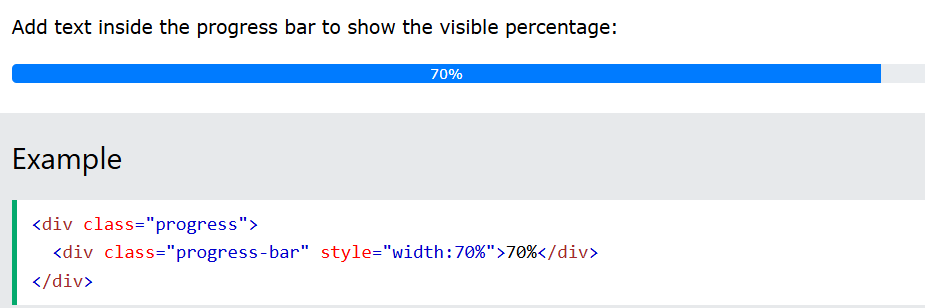 Add text inside the progress bar to show the visible percentage:
70%
Example
<div class="progress">
  <div class="progress-bar" style="width:70%">70%</div>
</div>